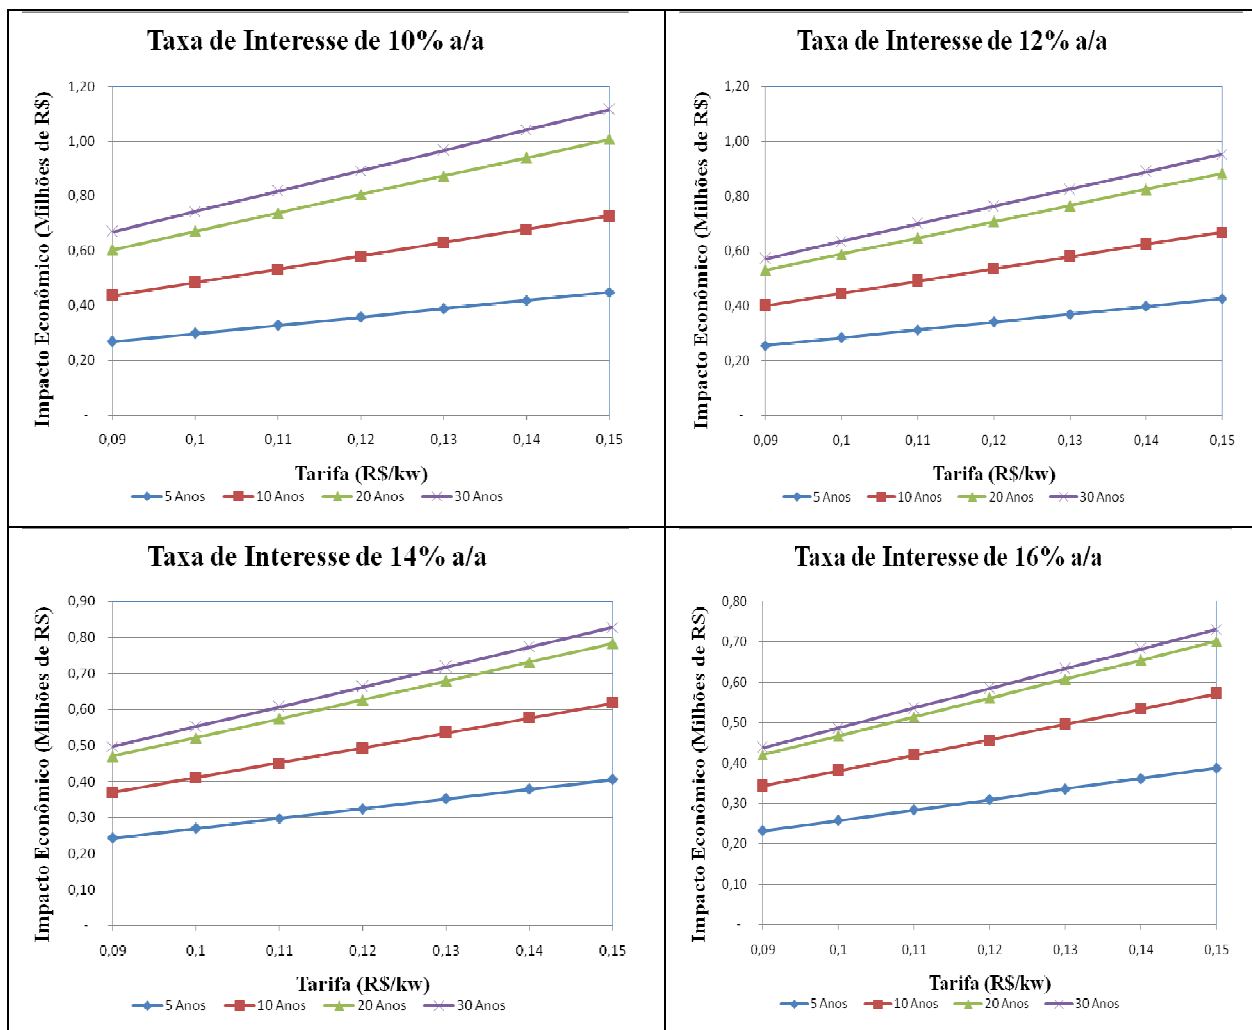 Taxa de Interesse de 10% a/a
Impacto Econômico (Milhões de R$)
1,20
1,00
0,80
0,60
0,40
0,20
-
0,09 0,1 0,11 0,12 0,13 0,14 0,15
Tarifa (R$/kw)
5 Anos 10 Anos 20 Anos 30 Anos
Taxa de Interesse de 12% a/a
Impacto Econômico (Milhões de R$)
1,20
1,00
0,80
0,60
0,40
0,20
-
0,09 0,1 0,11 0,12 0,13 0,14 0,15
Tarifa (R$/kw)
5 Anos 10 Anos 20 Anos 30 Anos
Taxa de Interesse de 14% a/a
Impacto Econômico (Milhões de R$)
0,90
0,80
0,70
0,60
0,50
0,40
0,30
0,20
0,10
-
0,09 0,1 0,11 0,12 0,13 0,14 0,15
Tarifa (R$/kw)
5 Anos 10 Anos 20 Anos 30 Anos
Taxa de Interesse de 16% a/a
Impacto Econômico (Milhões de R$)
0,80
0,70
0,60
0,50
0,40
0,30
0,20
0,10
-
0,09 0,1 0,11 0,12 0,13 0,14 0,15
Tarifa (R$/kw)
5 Anos 10 Anos 20 Anos 30 Anos